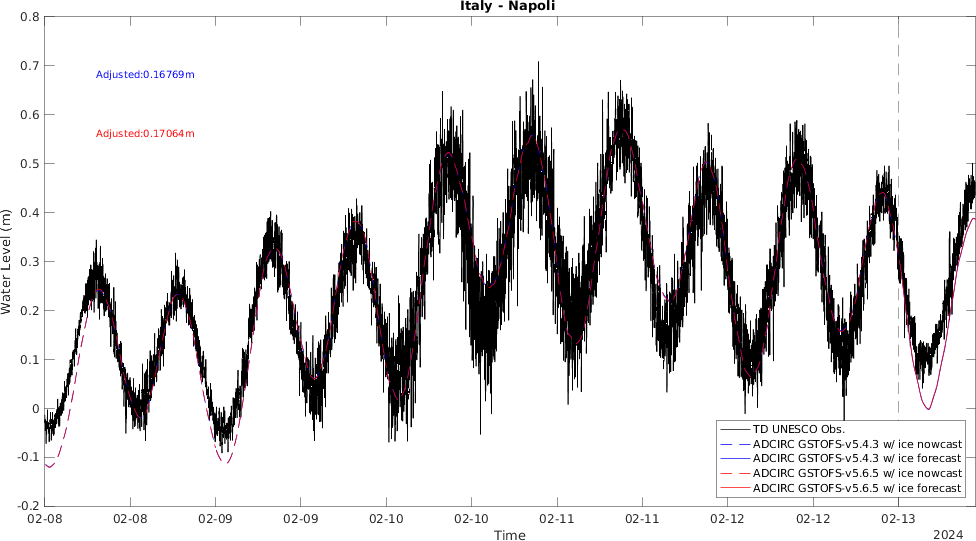 Italy - Napoli
0.8
0.7
0.6
0.5
0.4
0.3
0.2
0.1
0
-0.1
-0.2
Water Level (m)
Adjusted:0.16769m
Adjusted:0.17064m
TD UNESCO Obs.
ADCIRC GSTOFS-v5.4.3 w/ ice nowcast
ADCIRC GSTOFS-v5.4.3 w/ ice forecast
ADCIRC GSTOFS-v5.6.5 w/ ice nowcast
ADCIRC GSTOFS-v5.6.5 w/ ice forecast
02-08 02-08 02-09 02-09 02-10 02-10 02-11 02-11 02-12 02-12 02-13
Time
2024